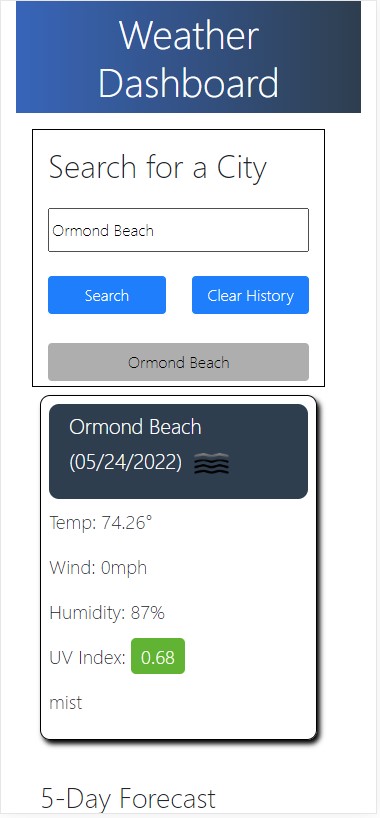 Weather
Dashboard
Search for a City
Ormond Beach
Search
Clear History
Ormond Beach
Ormond Beach
(05/24/2022)
Temp: 74.26°
Wind: 0mph
Humidity: 87%
UV Index: 0.68
mist
5-Day Forecast